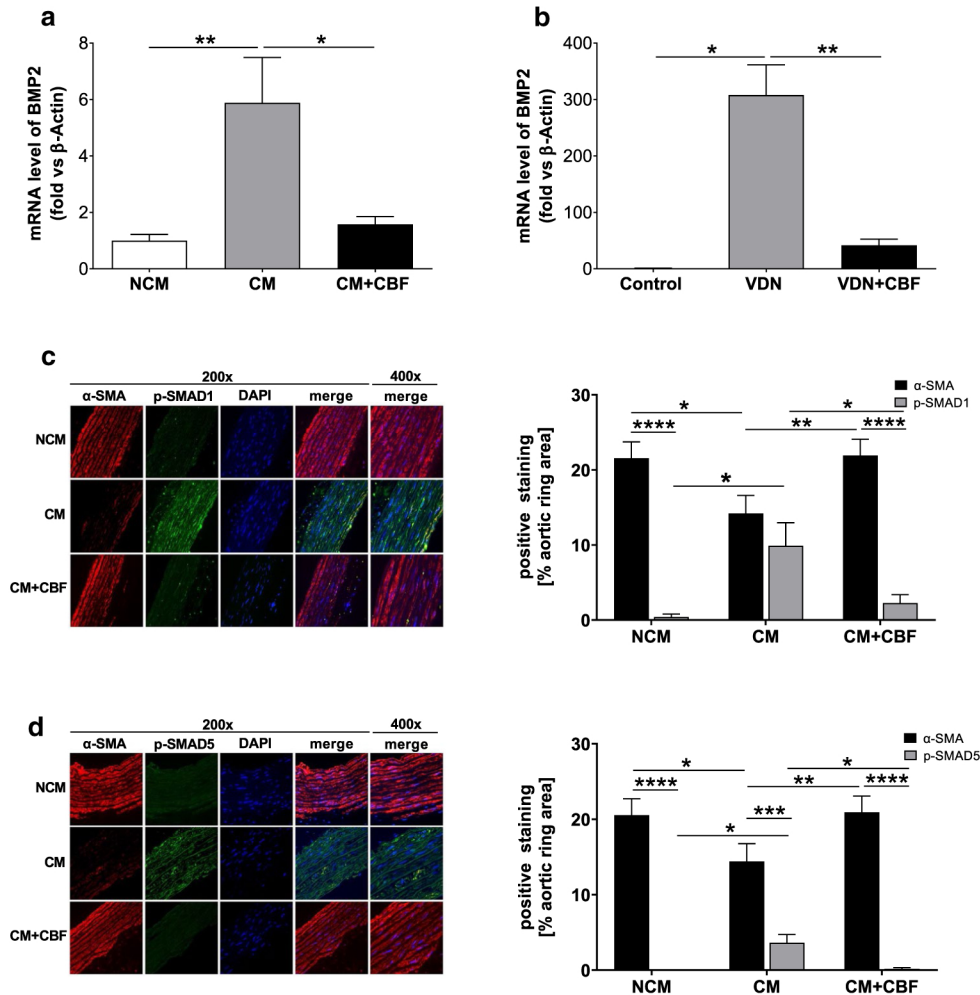 a
mRNA level of BMP2
(fold vs β-Actin)
8
6
4
2
0
**
*
NCM CM CM+CBF
b
mRNA level of BMP2
(fold vs β-Actin)
400
300
200
100
0
*
**
Control VDN VDN+CBF
c
200x 400x
α-SMA p-SMAD1 DAPI merge merge
NCM
CM
CM+CBF
positive staining
[% aortic ring area]
30
20
10
0
α-SMA
p-SMAD1
* *
**** ** ****
*
NCM CM CM+CBF
d
200x 400x
α-SMA p-SMAD5 DAPI merge merge
NCM
CM
CM+CBF
positive staining
[% aortic ring area]
30
20
10
0
α-SMA
p-SMAD5
* *
**** ** ****
* ***
NCM CM CM+CBF